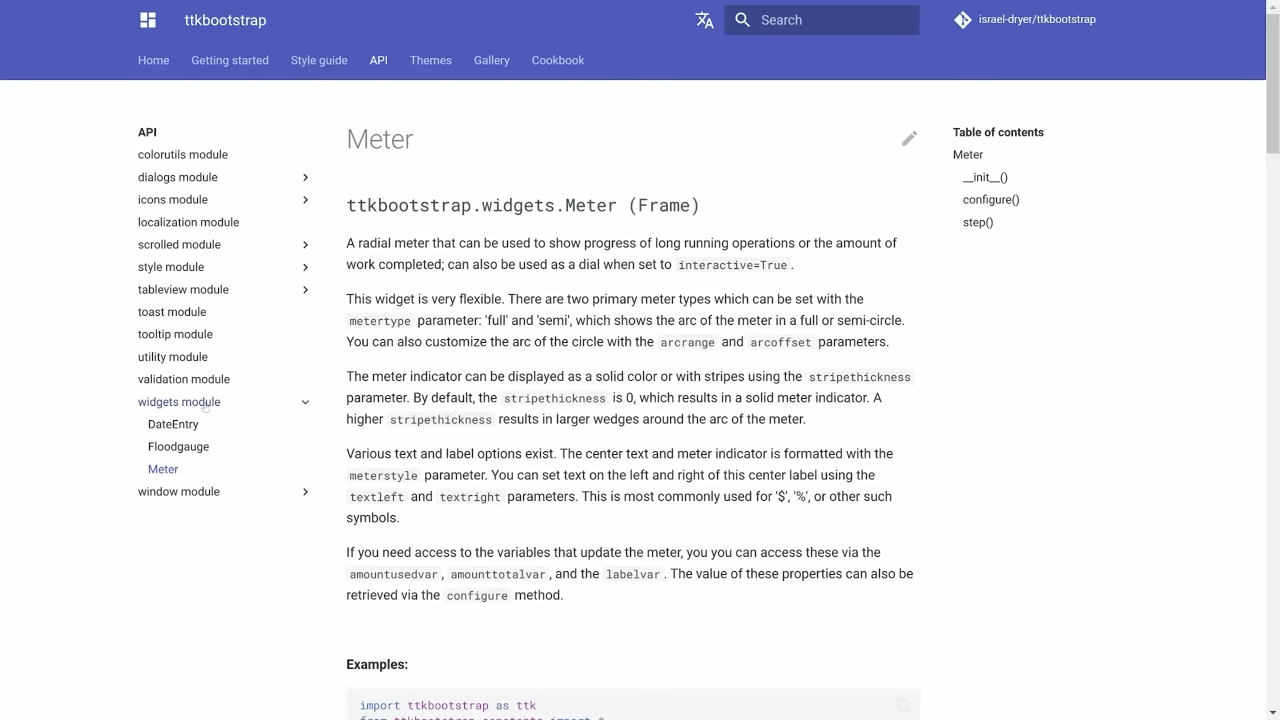 ttkbootstrap
Search
israel-dryer/ttkbootstrap
Home
Getting started
Style guide
API
Themes
Gallery
Cookbook
API
colorutils module
dialogs module
icons module
localization module
scrolled module
style module
tableview module
toast module
tooltip module
utility module
validation module
widgets module
DateEntry
Floodgauge
Meter
window module
Meter
ttkbootstrap.widgets.Meter (Frame)
A radial meter that can be used to show progress of long running operations or the amount of
work completed; can also be used as a dial when set to interactive=True.
This widget is very flexible. There are two primary meter types which can be set with the
metertype parameter: 'full' and 'semi', which shows the arc of the meter in a full or semi-circle.
You can also customize the arc of the circle with the arcrange and arcoffset parameters.
The meter indicator can be displayed as a solid color or with stripes using the stripethickness
parameter. By default, the stripethickness is 0, which results in a solid meter indicator. A
higher stripethickness results in larger wedges around the arc of the meter.
Various text and label options exist. The center text and meter indicator is formatted with the
meterstyle parameter. You can set text on the left and right of this center label using the
textleft and textright parameters. This is most commonly used for '$', '%', or other such
symbols.
If you need access to the variables that update the meter, you you can access these via the
amountusedvar, amounttotalvar, and the labelvar. The value of these properties can also be
retrieved via the configure method.
Examples:
import ttkbootstrap as ttk
from ttkbootstrap.constants import *
Table of contents
Meter
__init__()
configure()
step()